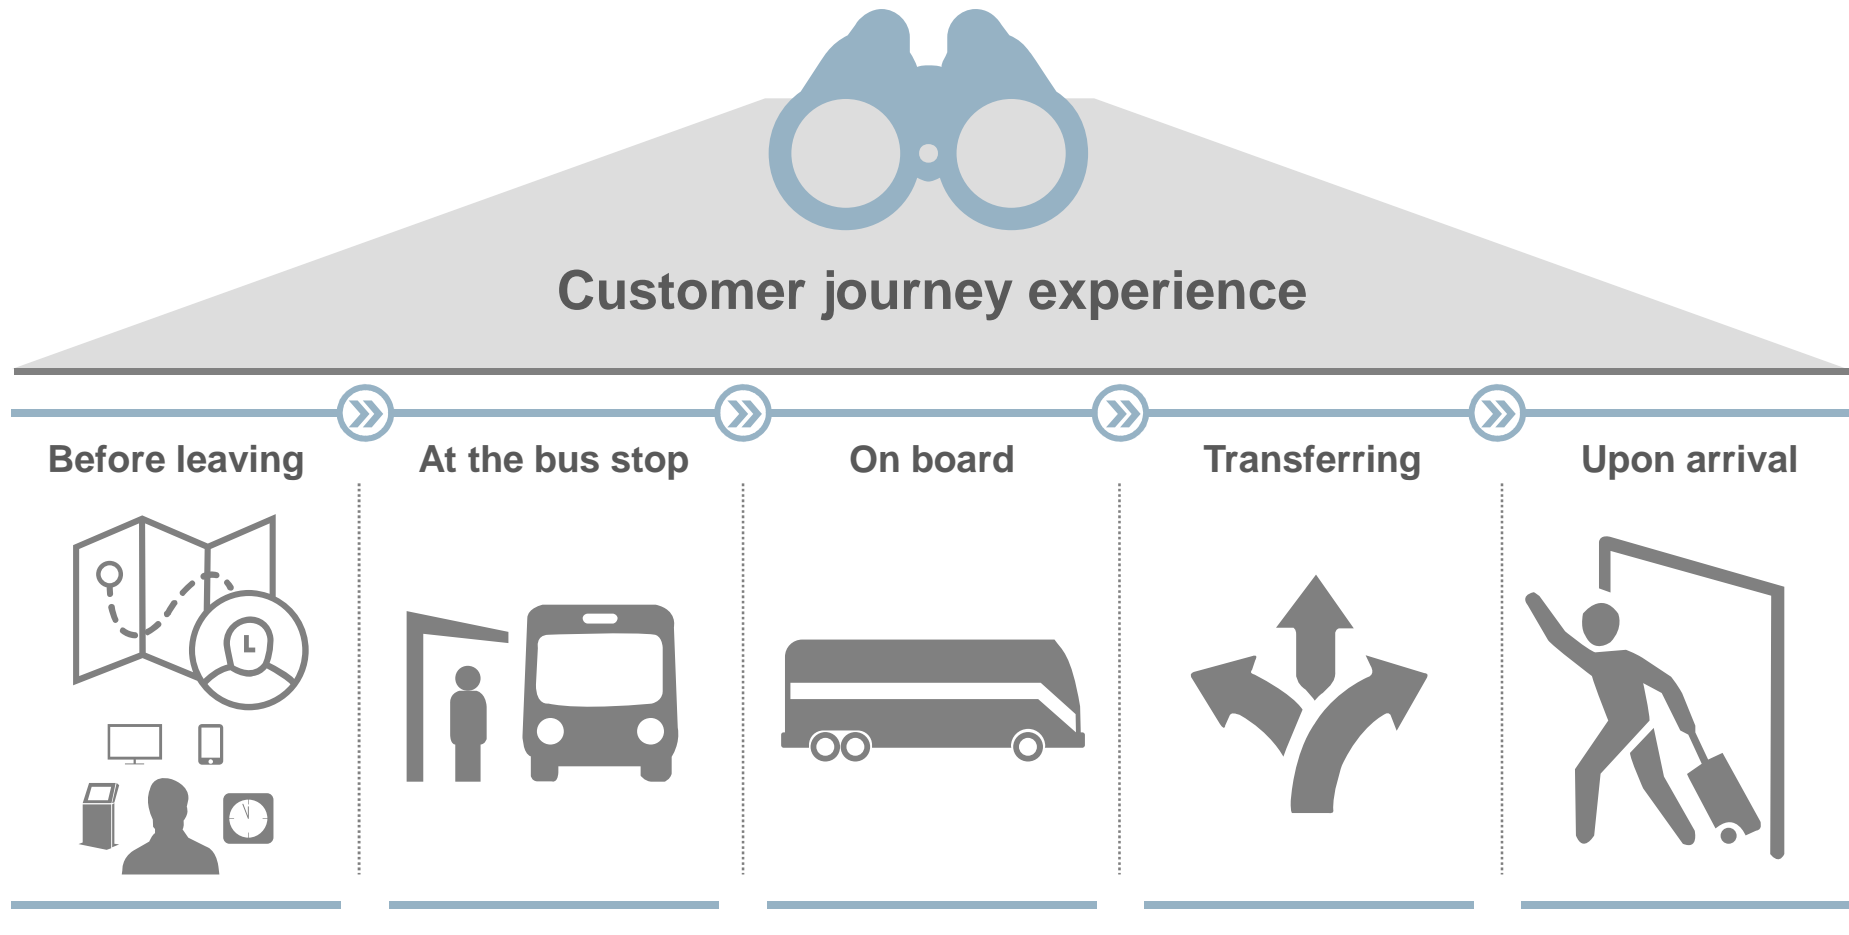 Customer journey experience
Before leaving
At the bus stop
On board
Transferring
Upon arrival